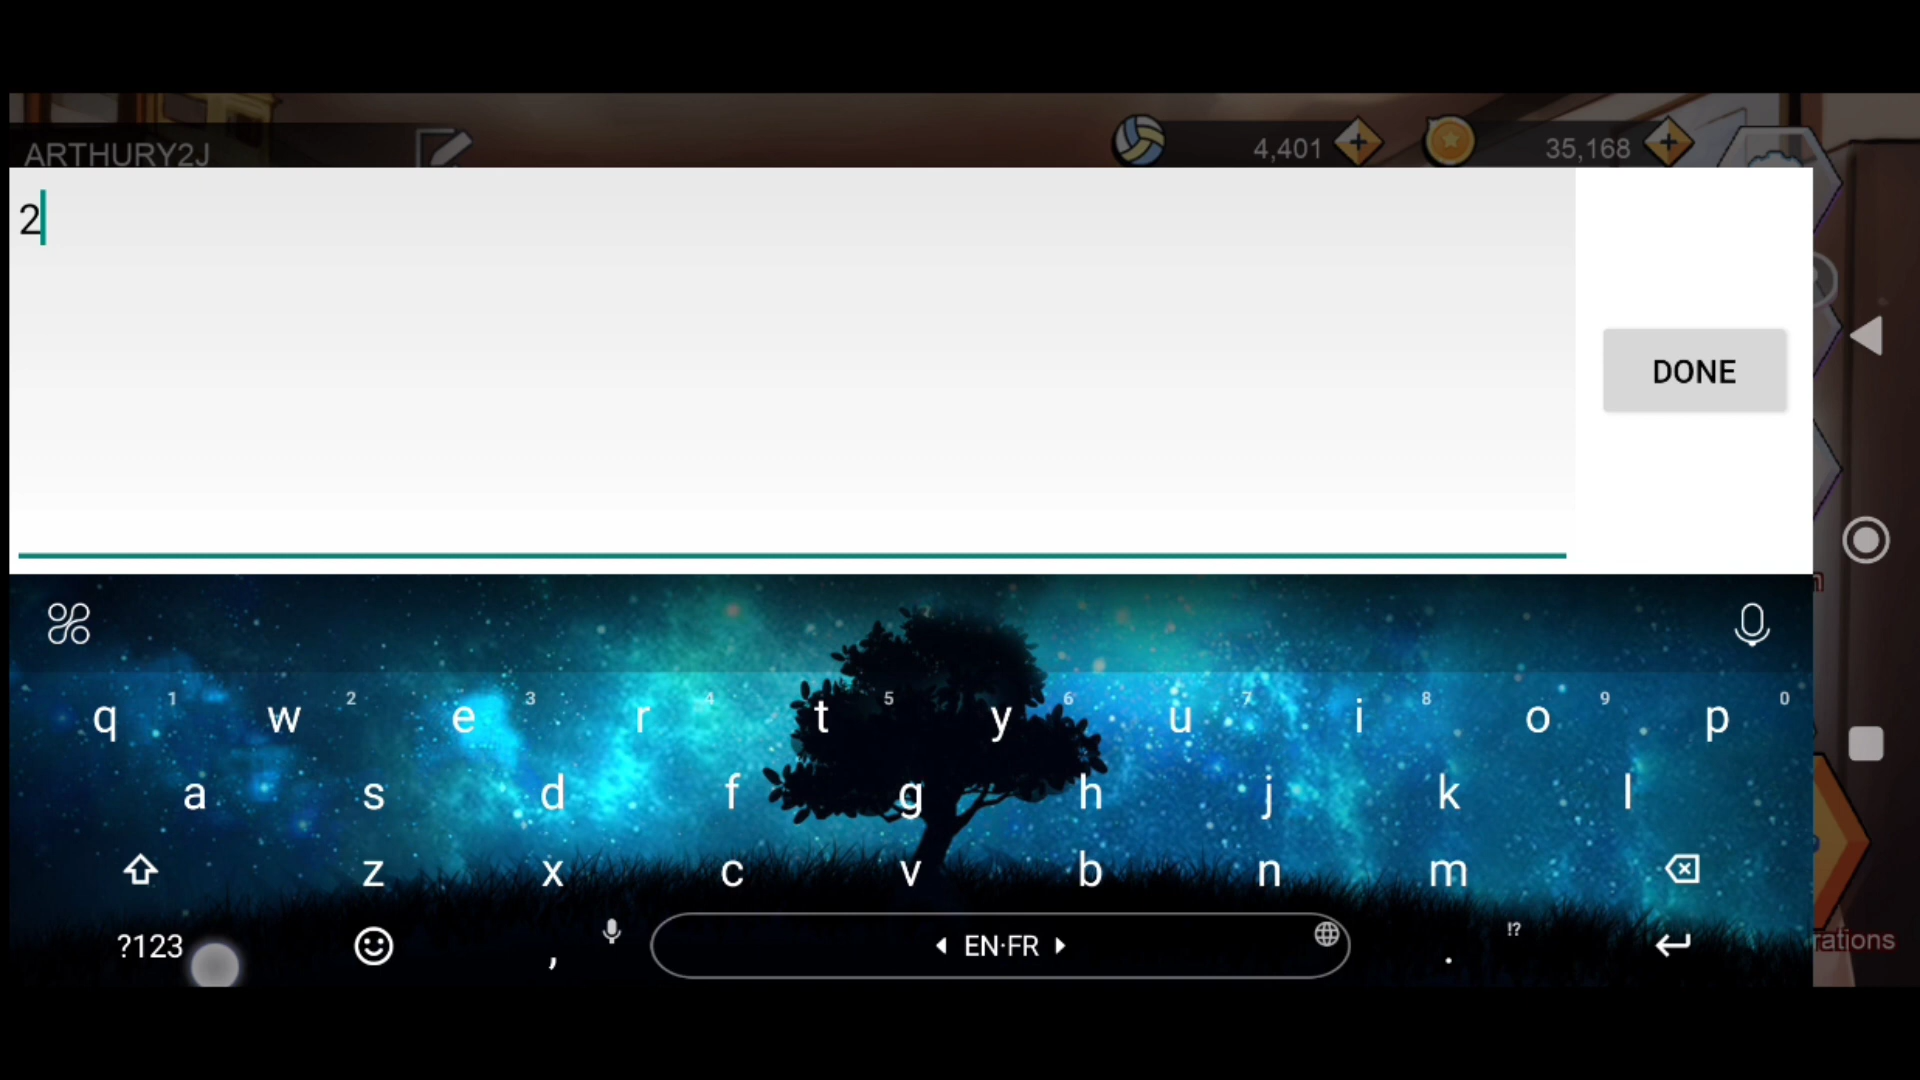 ARTHURY2J
4,401
35,168
2
DONE
q 1 w 2 e 3 r 4 t 5 y 6 u 7 i 8 o 9 p 0
a s d f g h j k l
z x c v b n m
?123 , EN·FR . !?
rations